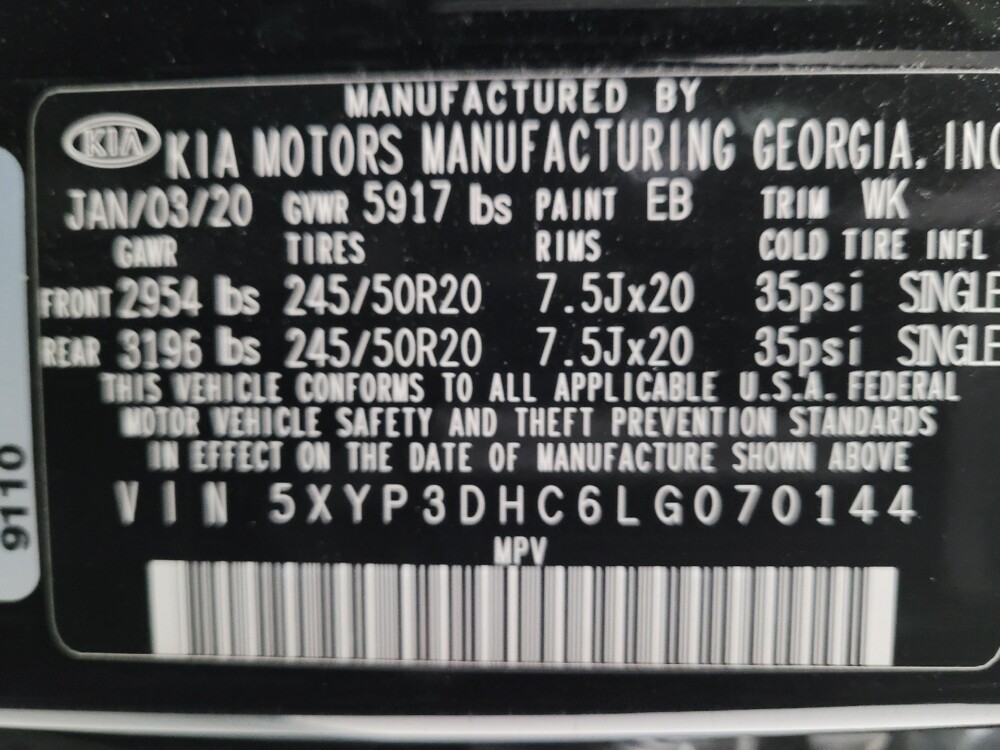 MANUFACTURED BY
KIA KIA MOTORS MANUFACTURING GEORGIA, INC
JAN/03/20 GVWR 5917 lbs PAINT EB TRIM WK
GAWR TIRES RIMS COLD TIRE INFL
FRONT 2954 lbs 245/50R20 7.5Jx20 35psi SINGLE
REAR 3196 lbs 245/50R20 7.5Jx20 35psi SINGLE
THIS VEHICLE CONFORMS TO ALL APPLICABLE U.S.A. FEDERAL
MOTOR VEHICLE SAFETY AND THEFT PREVENTION STANDARDS
IN EFFECT ON THE DATE OF MANUFACTURE SHOWN ABOVE
VIN 5XYP3DHC6LG070144
MPV
9110